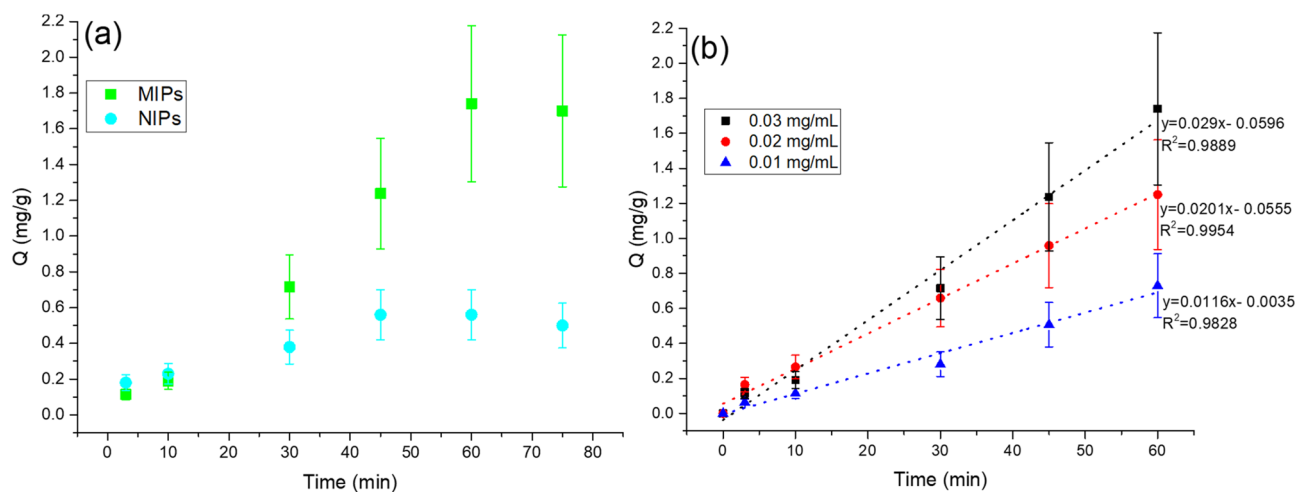 (a)
MIPs
NIPs
2.2
2.0
1.8
1.6
1.4
1.2
1.0
0.8
0.6
0.4
0.2
0.0
Q (mg/g)
0 10 20 30 40 50 60 70 80
Time (min)
(b)
0.03 mg/mL
0.02 mg/mL
0.01 mg/mL
2.2
2.0
1.8
1.6
1.4
1.2
1.0
0.8
0.6
0.4
0.2
0.0
Q (mg/g)
y=0.029x- 0.0596
R²=0.9889
y=0.0201x- 0.0555
R²=0.9954
y=0.0116x- 0.0035
R²=0.9828
0 10 20 30 40 50 60
Time (min)